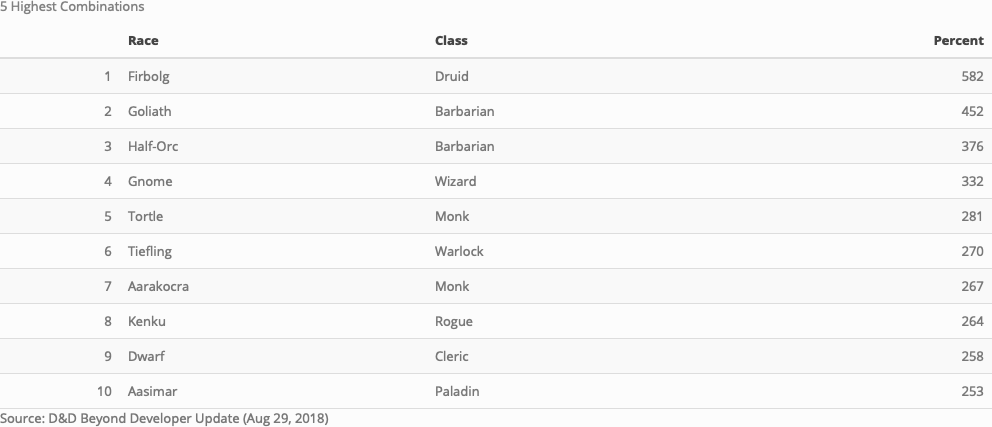 5 Highest Combinations
Race Class Percent
1 Firbolg Druid 582
2 Goliath Barbarian 452
3 Half-Orc Barbarian 376
4 Gnome Wizard 332
5 Tortle Monk 281
6 Tiefling Warlock 270
7 Aarakocra Monk 267
8 Kenku Rogue 264
9 Dwarf Cleric 258
10 Aasimar Paladin 253
Source: D&D Beyond Developer Update (Aug 29, 2018)